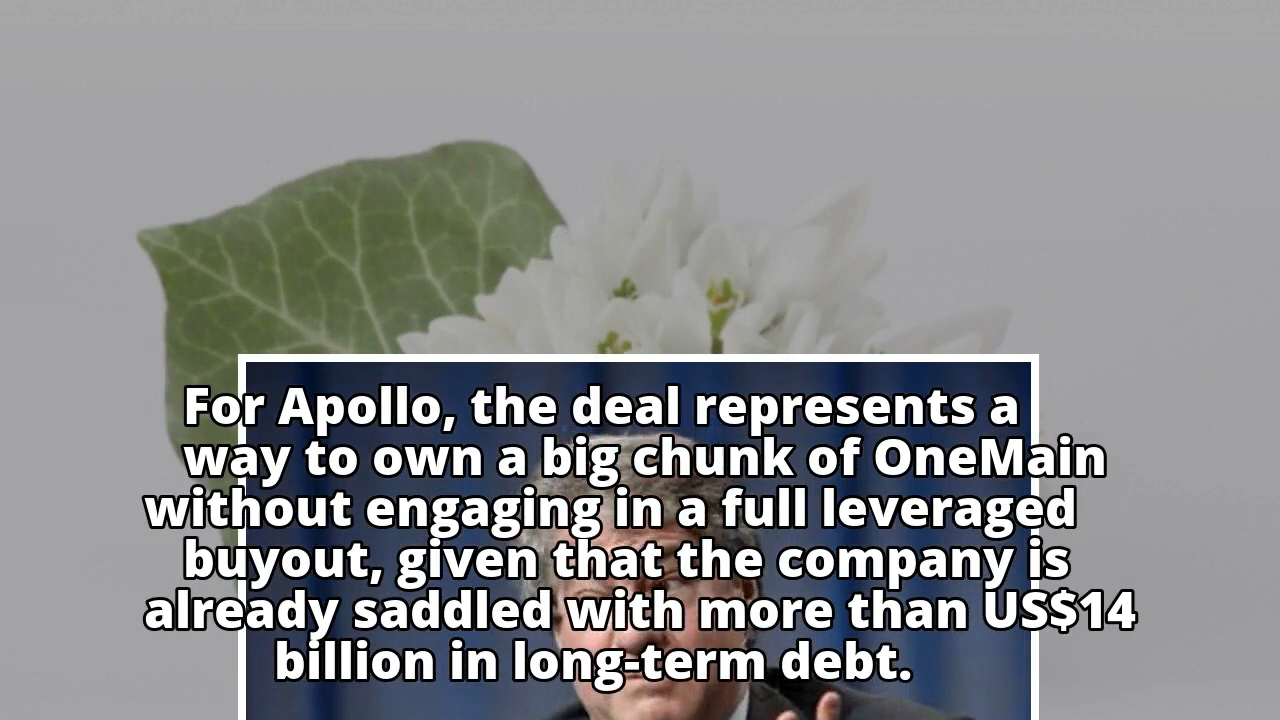 For Apollo, the deal represents a
way to own a big chunk of OneMain
without engaging in a full leveraged
buyout, given that the company is
already saddled with more than US$14
billion in long-term debt.